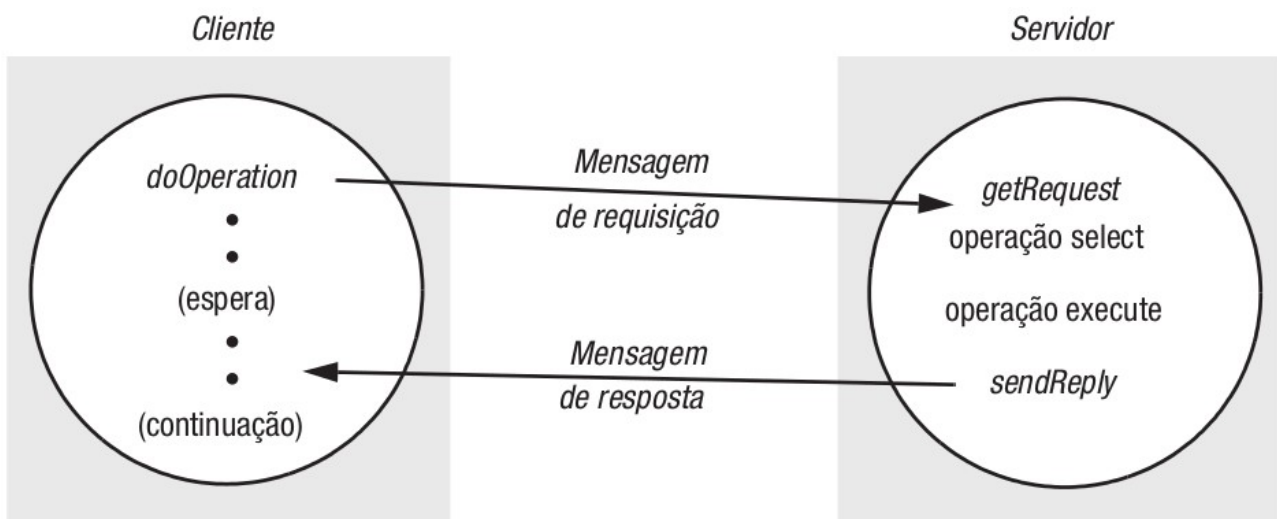 Cliente
Servidor
doOperation
(espera)
(continuação)
Mensagem
de requisição
Mensagem
de resposta
getRequest
operação select
operação execute
sendReply